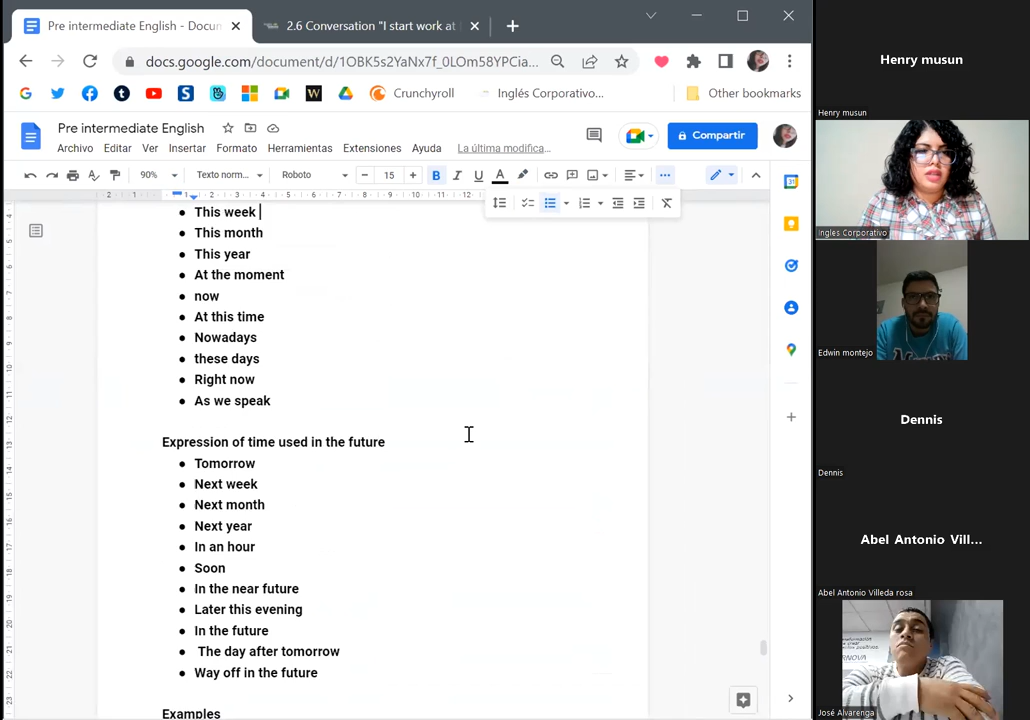 Pre intermediate English - Docun
2.6 Conversation "I start work at
docs.google.com/document/d/1OBK5s2YaNx7f_0LOm58YPCia...
Crunchyroll
Inglés Corporativo...
Other bookmarks
Pre intermediate English
Archivo Editar Ver Insertar Formato Herramientas Extensiones Ayuda La última modifica...
Compartir
90% Texto norm... Roboto 15
This week
This month
This year
At the moment
now
At this time
Nowadays
these days
Right now
As we speak
Expression of time used in the future
Tomorrow
Next week
Next month
Next year
In an hour
Soon
In the near future
Later this evening
In the future
The day after tomorrow
Way off in the future
Examples
Henry musun
Henry musun
Ingles Corporativo
Edwin montejo
Dennis
Dennis
Abel Antonio Vill...
Abel Antonio Villeda rosa
José Alvarenga